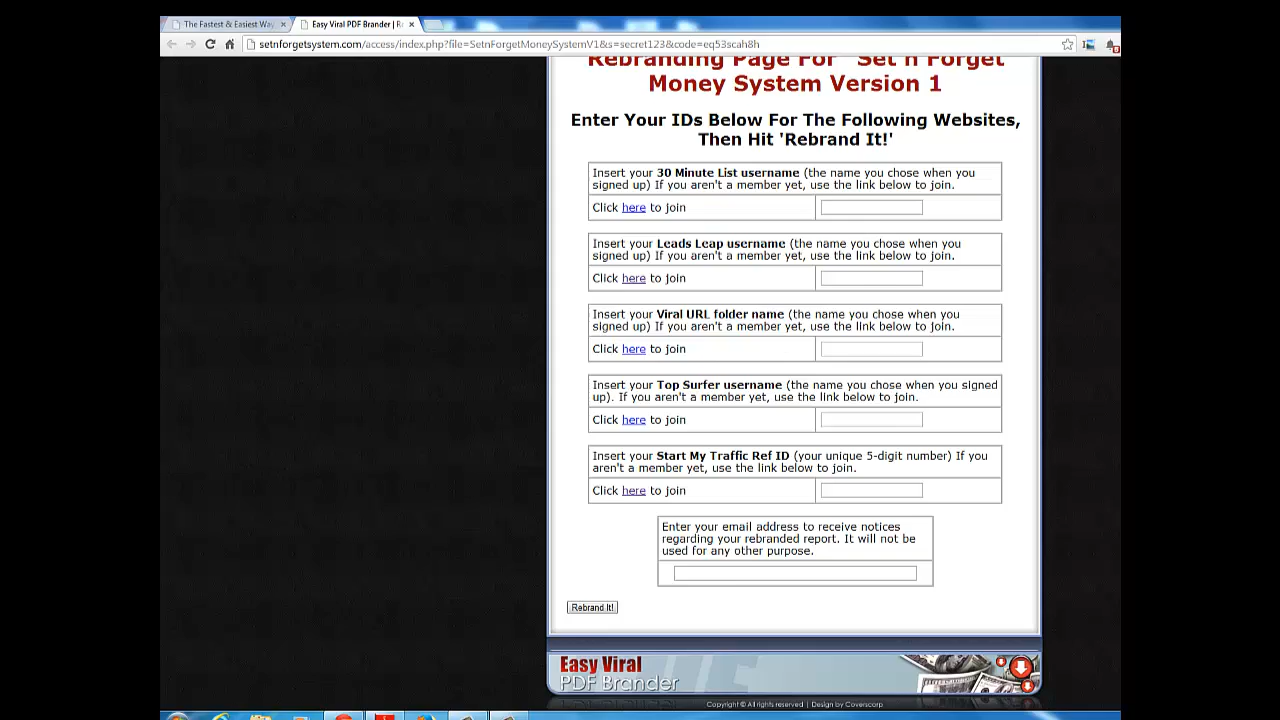 The Fastest & Easiest Way
Easy Viral PDF Brander | R
setnforgetsystem.com/access/index.php?file=SetnForgetMoneySystemV1&s=secret123&code=eq53scah8h
Rebranding Page For "Set n Forget
Money System Version 1
Enter Your IDs Below For The Following Websites,
Then Hit 'Rebrand It!'
Insert your 30 Minute List username (the name you chose when you
signed up) If you aren't a member yet, use the link below to join.
Click here to join
Insert your Leads Leap username (the name you chose when you
signed up) If you aren't a member yet, use the link below to join.
Click here to join
Insert your Viral URL folder name (the name you chose when you
signed up) If you aren't a member yet, use the link below to join.
Click here to join
Insert your Top Surfer username (the name you chose when you signed
up). If you aren't a member yet, use the link below to join.
Click here to join
Insert your Start My Traffic Ref ID (your unique 5-digit number) If you
aren't a member yet, use the link below to join.
Click here to join
Enter your email address to receive notices
regarding your rebranded report. It will not be
used for any other purpose.
Rebrand It!
Easy Viral
PDF Brander
Copyright © All rights reserved | Design by Coverscorp